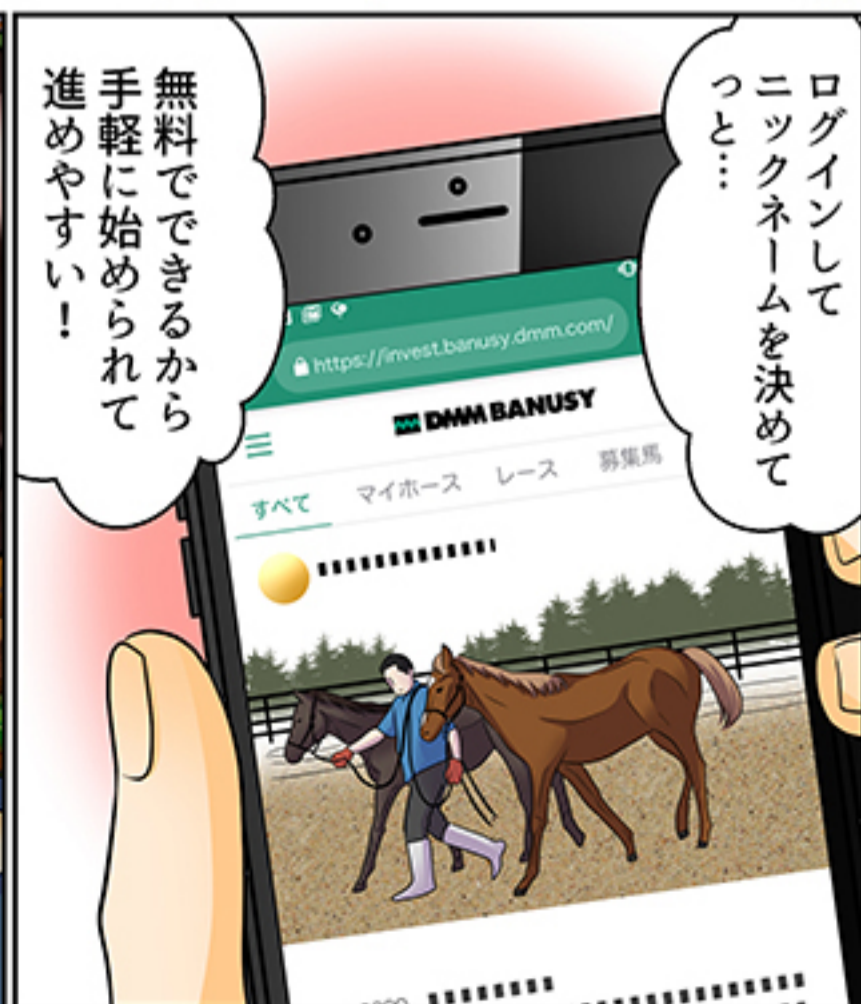 ログインして
ニックネームを決めて
っと…
無料でできるから
手軽に始められて
進めやすい！
https://invest.banusy.dmm.com/
DMM BANUSY
すべて マイホース レース 募集馬